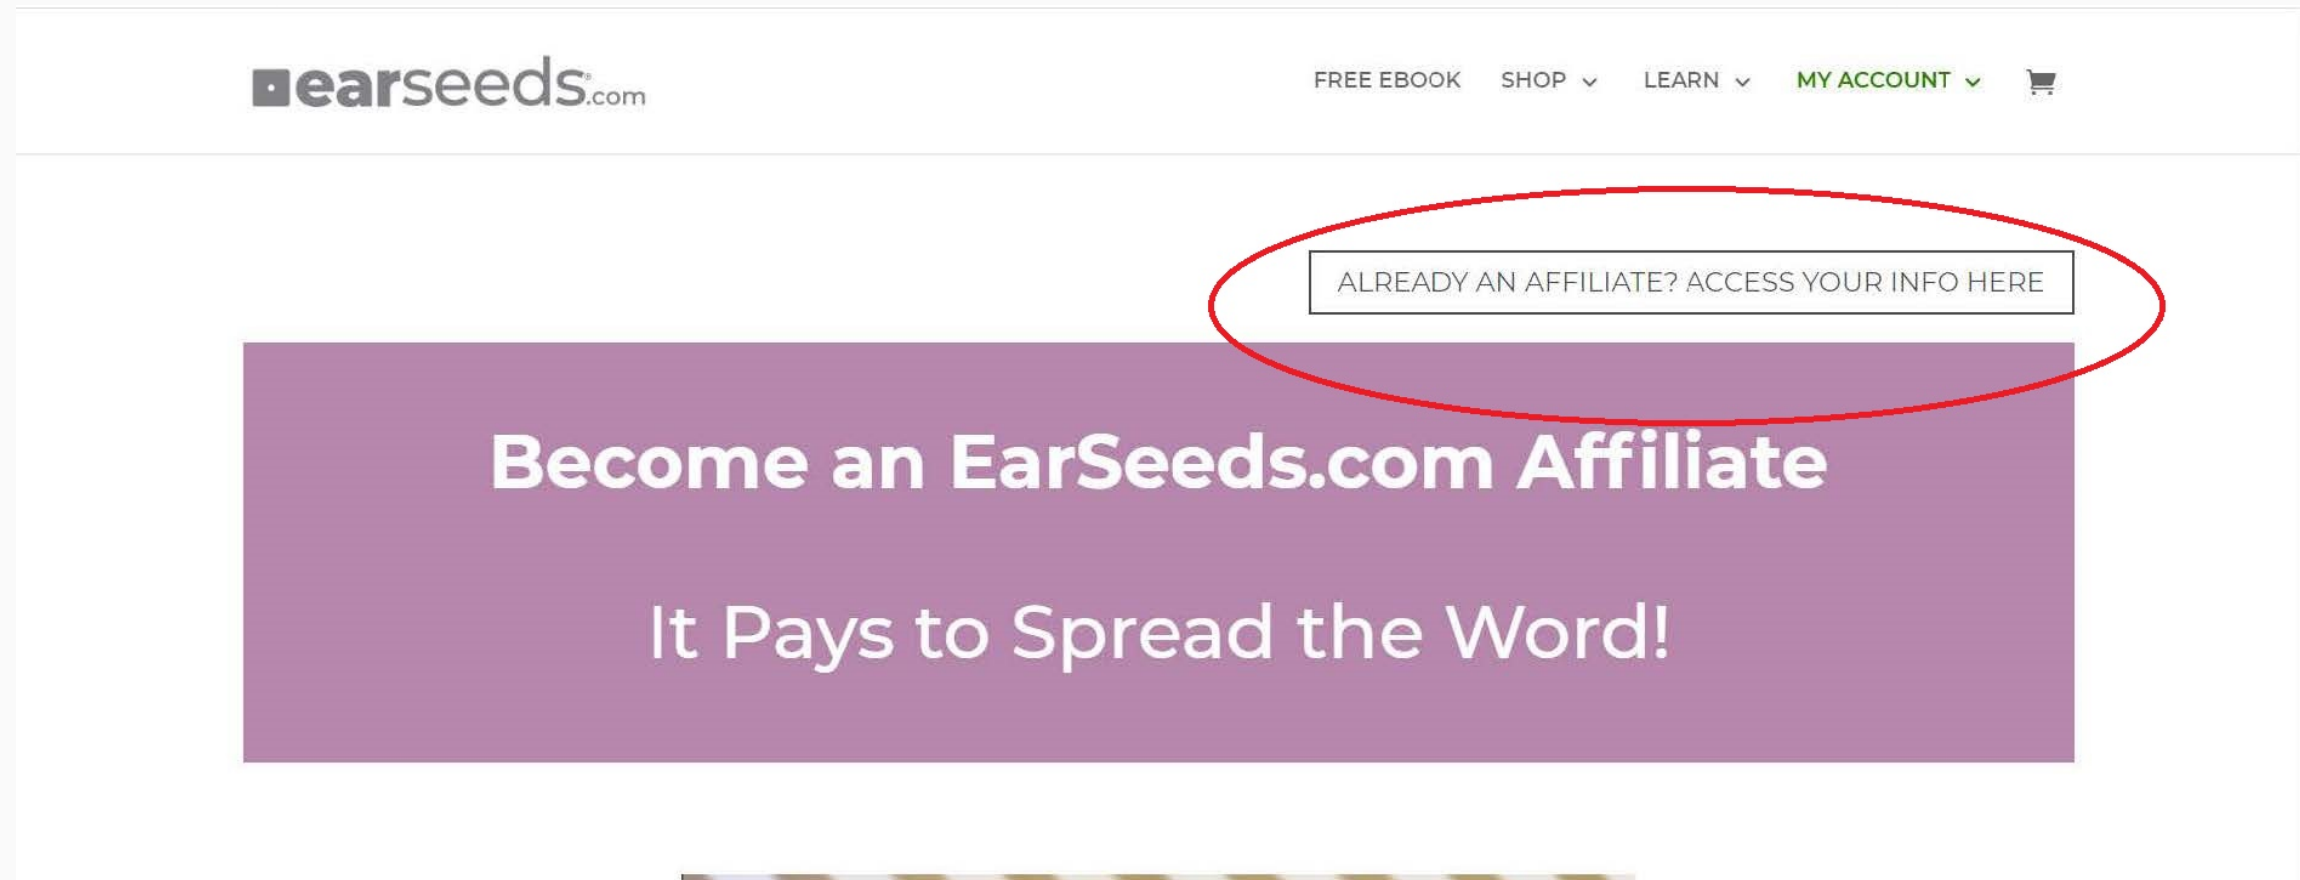 earseeds®.com
FREE EBOOK SHOP LEARN MY ACCOUNT
ALREADY AN AFFILIATE? ACCESS YOUR INFO HERE
Become an EarSeeds.com Affiliate
It Pays to Spread the Word!